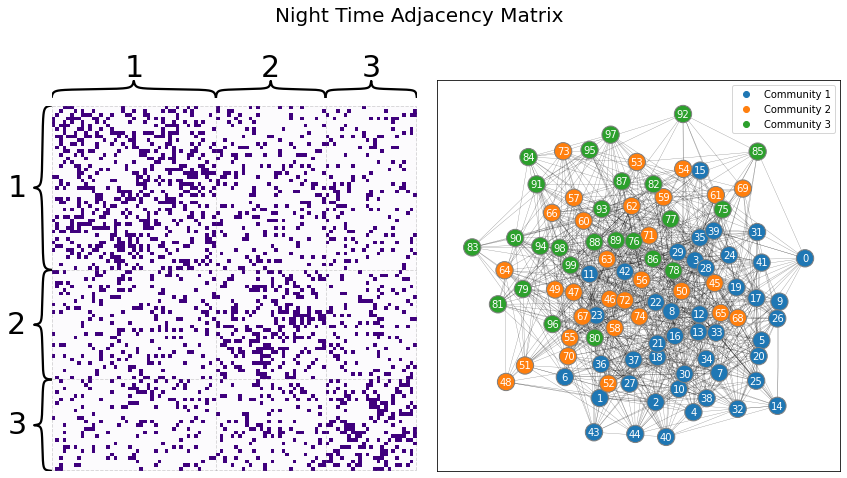 Night Time Adjacency Matrix
1 2 3
1
2
3
Community 1
Community 2
Community 3
92
97
73 95 84 53 85
54 15
91 87 82 69
57 59 61
66 93 62 75
60 77
90 88 89 76 71 35 39 31
83 94 98 29
63 86 3 24 41 0
64 99 11 42 78 28
56 45
79 49 47 50 19
81 46 72 22 17 9
67 23 74 8 12 65 68 26
96 58
55 80 21 16 13 33 5
70 37 18 34 20
51 36
48 6 52 27 30 7 25
1 2 10 38
4 32 14
43 44 40